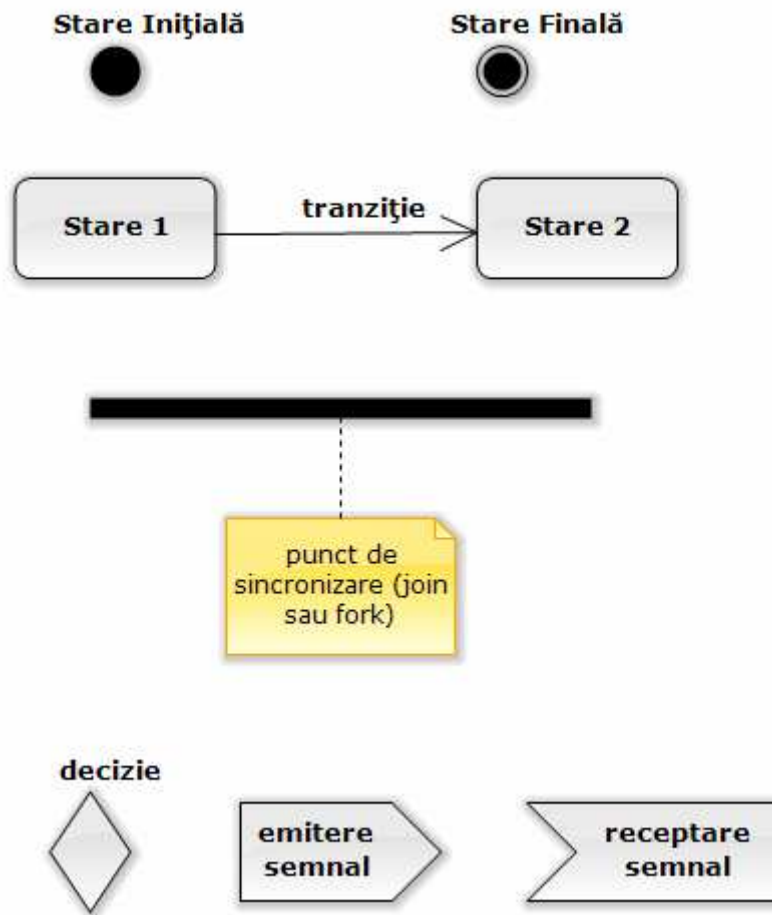 Stare Iniţială
Stare Finală
Stare 1
tranziţie
Stare 2
punct de
sincronizare (join
sau fork)
decizie
emitere
semnal
receptare
semnal